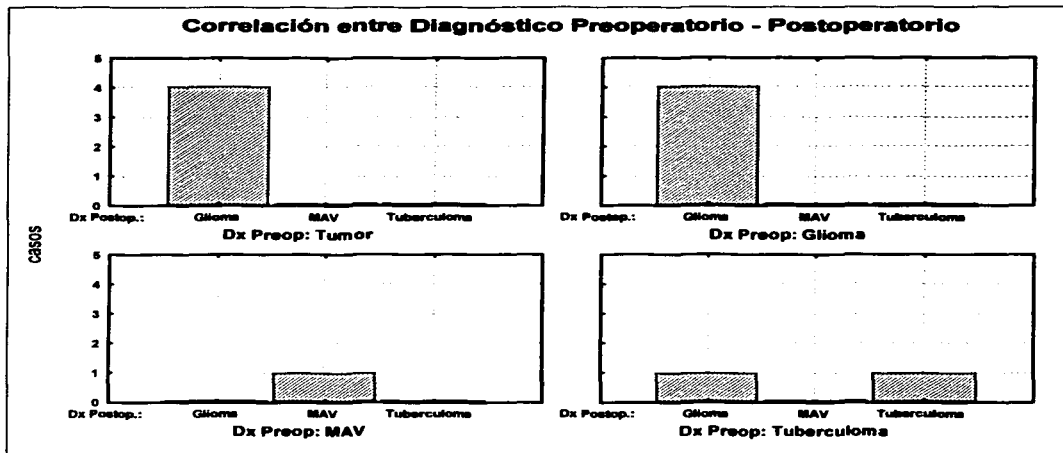 Correlación entre Diagnóstico Preoperatorio - Postoperatorio
casos
5
4
3
2
1
0
Dx Postop.: Glioma MAV Tuberculoma
Dx Preop: Tumor
5
4
3
2
1
0
Dx Postop.: Glioma MAV Tuberculoma
Dx Preop: Glioma
5
4
3
2
1
0
Dx Postop.: Glioma MAV Tuberculoma
Dx Preop: MAV
5
4
3
2
1
0
Dx Postop.: Glioma MAV Tuberculoma
Dx Preop: Tuberculoma